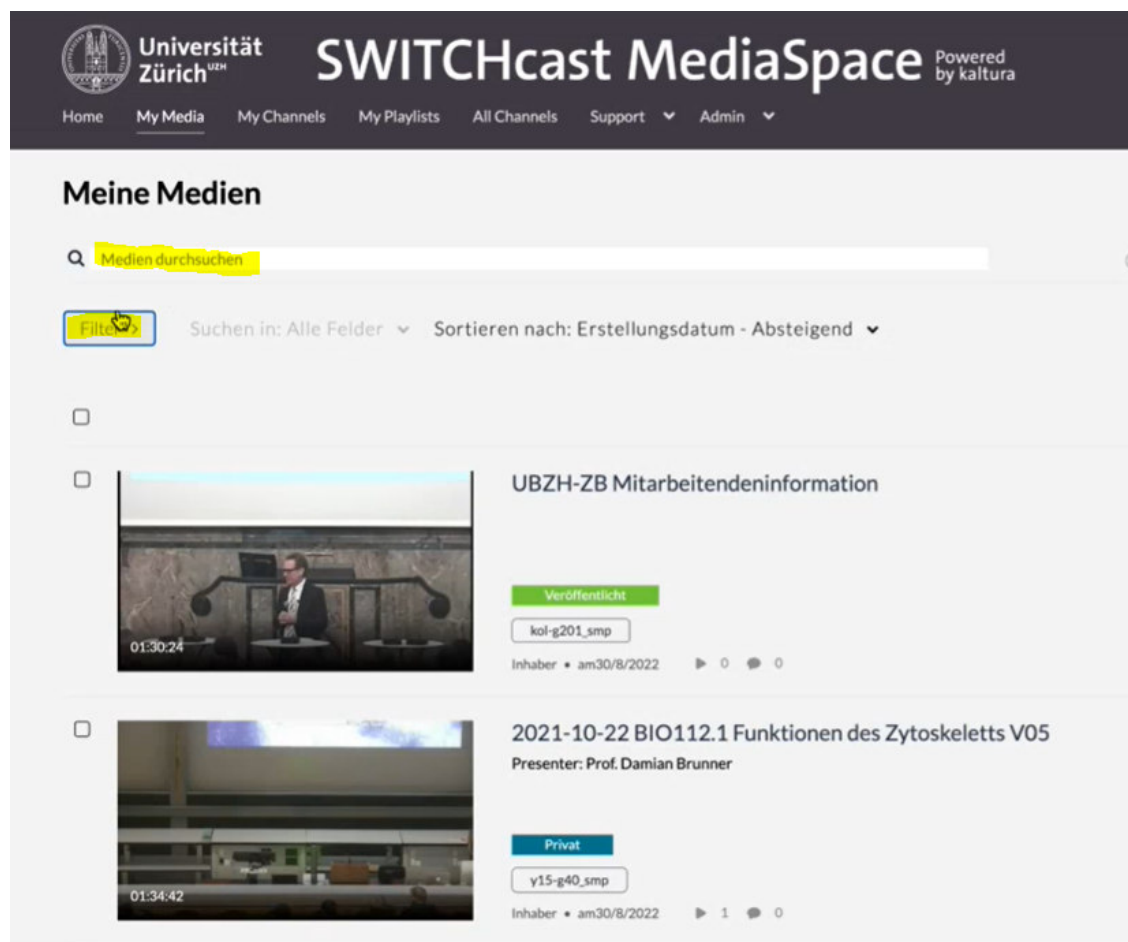 Universität
Zürich UZH
SWITCHcast MediaSpace Powered by kaltura
Home My Media My Channels My Playlists All Channels Support Admin
Meine Medien
Medien durchsuchen
Filter > Suchen in: Alle Felder Sortieren nach: Erstellungsdatum - Absteigend
UBZH-ZB Mitarbeitendeninformation
Veröffentlicht
kol-g201_smp
01:30:24
Inhaber • am30/8/2022 0 0
2021-10-22 BIO112.1 Funktionen des Zytoskeletts V05
Presenter: Prof. Damian Brunner
Privat
y15-g40_smp
01:34:42
Inhaber • am30/8/2022 1 0